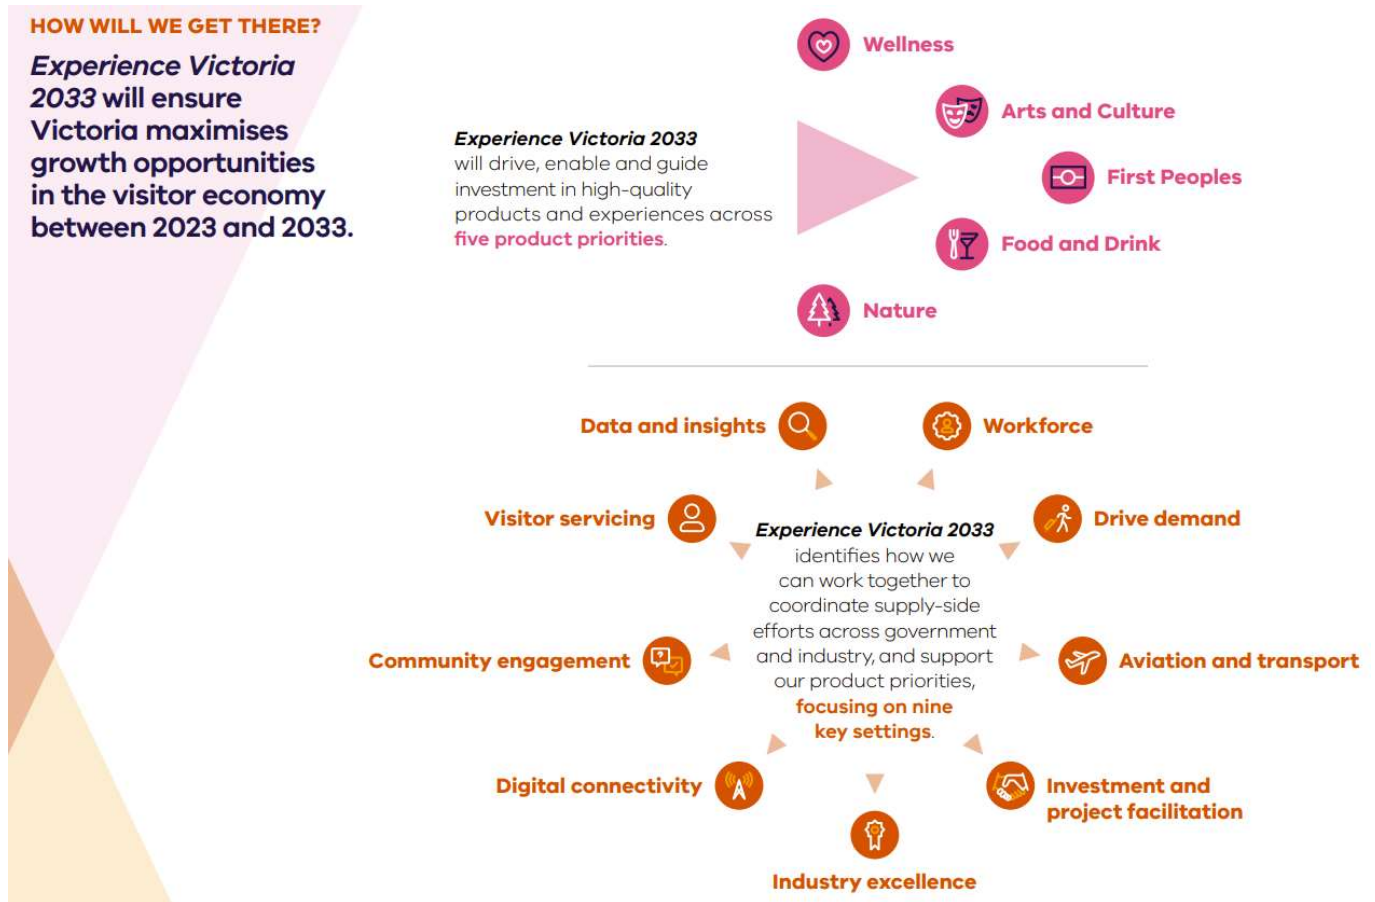 HOW WILL WE GET THERE?
Experience Victoria
2033 will ensure
Victoria maximises
growth opportunities
in the visitor economy
between 2023 and 2033.
Experience Victoria 2033
will drive, enable and guide
investment in high-quality
products and experiences across
five product priorities.
Wellness
Arts and Culture
First Peoples
Food and Drink
Nature
Data and insights
Workforce
Visitor servicing
Drive demand
Experience Victoria 2033
identifies how we
can work together to
coordinate supply-side
efforts across government
and industry, and support
our product priorities,
focusing on nine
key settings.
Community engagement
Aviation and transport
Digital connectivity
Investment and
project facilitation
Industry excellence